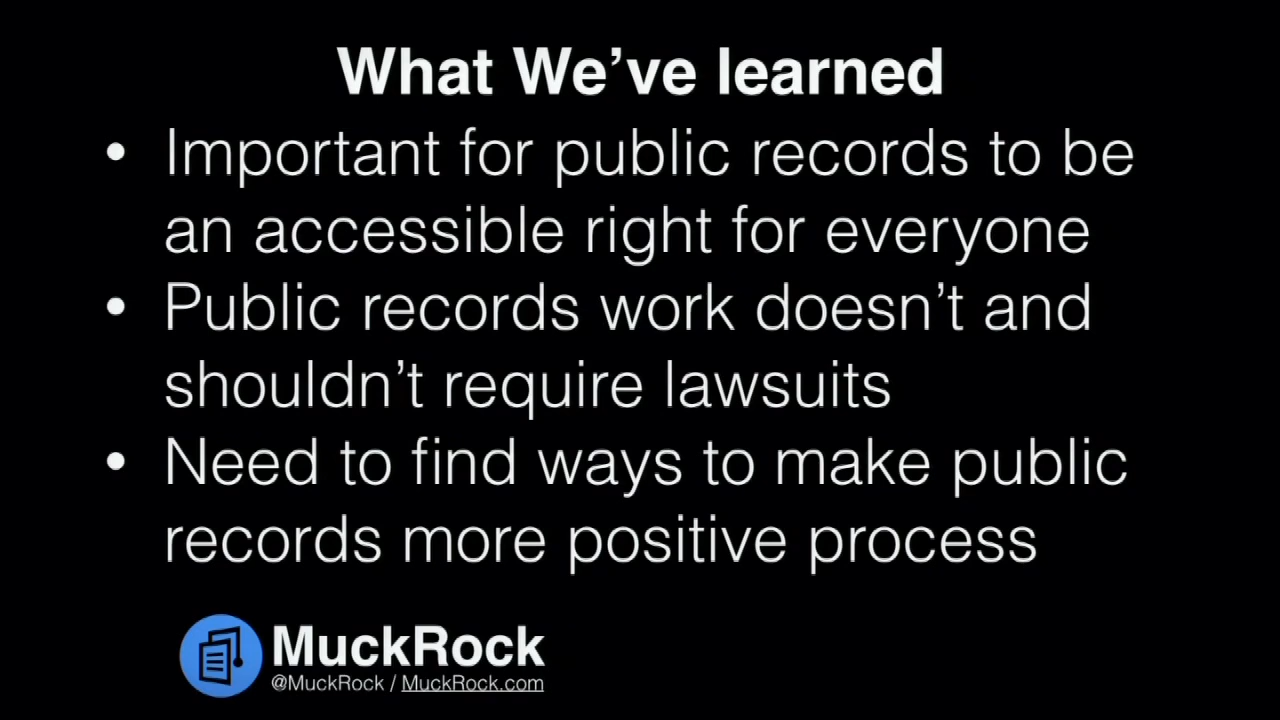 What We’ve learned
• Important for public records to be
an accessible right for everyone
• Public records work doesn’t and
shouldn’t require lawsuits
• Need to find ways to make public
records more positive process
MuckRock
@MuckRock / MuckRock.com